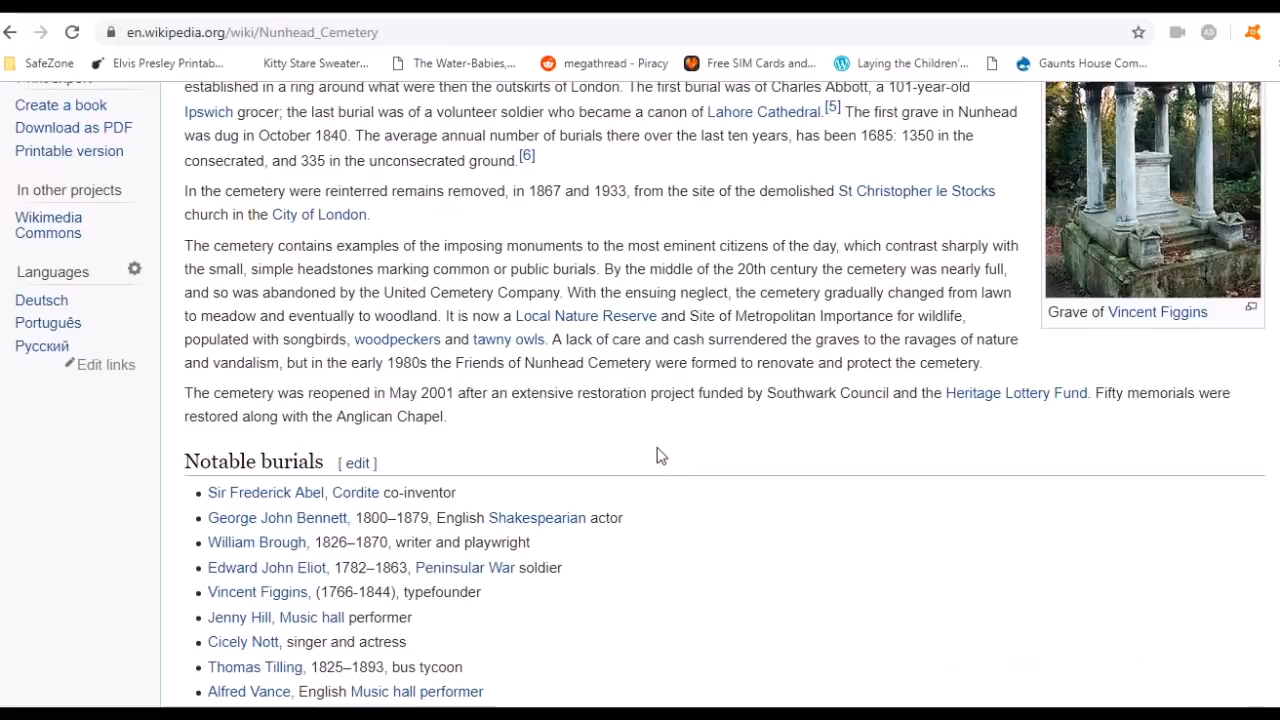 en.wikipedia.org/wiki/Nunhead_Cemetery
SafeZone Elvis Presley Printab... Kitty Stare Sweater... The Water-Babies,... megathread - Piracy Free SIM Cards and... Laying the Children'... Gaunts House Com...
Create a book
Download as PDF
Printable version
In other projects
Wikimedia
Commons
Languages
Deutsch
Português
Русский
Edit links
established in a ring around what were then the outskirts of London. The first burial was of Charles Abbott, a 101-year-old
Ipswich grocer; the last burial was of a volunteer soldier who became a canon of Lahore Cathedral.[5] The first grave in Nunhead
was dug in October 1840. The average annual number of burials there over the last ten years, has been 1685: 1350 in the
consecrated, and 335 in the unconsecrated ground.[6]
In the cemetery were reinterred remains removed, in 1867 and 1933, from the site of the demolished St Christopher le Stocks
church in the City of London.
The cemetery contains examples of the imposing monuments to the most eminent citizens of the day, which contrast sharply with
the small, simple headstones marking common or public burials. By the middle of the 20th century the cemetery was nearly full,
and so was abandoned by the United Cemetery Company. With the ensuing neglect, the cemetery gradually changed from lawn
to meadow and eventually to woodland. It is now a Local Nature Reserve and Site of Metropolitan Importance for wildlife,
populated with songbirds, woodpeckers and tawny owls. A lack of care and cash surrendered the graves to the ravages of nature
and vandalism, but in the early 1980s the Friends of Nunhead Cemetery were formed to renovate and protect the cemetery.
The cemetery was reopened in May 2001 after an extensive restoration project funded by Southwark Council and the Heritage Lottery Fund. Fifty memorials were
restored along with the Anglican Chapel.
Grave of Vincent Figgins
Notable burials [ edit ]
Sir Frederick Abel, Cordite co-inventor
George John Bennett, 1800–1879, English Shakespearian actor
William Brough, 1826–1870, writer and playwright
Edward John Eliot, 1782–1863, Peninsular War soldier
Vincent Figgins, (1766-1844), typefounder
Jenny Hill, Music hall performer
Cicely Nott, singer and actress
Thomas Tilling, 1825–1893, bus tycoon
Alfred Vance, English Music hall performer